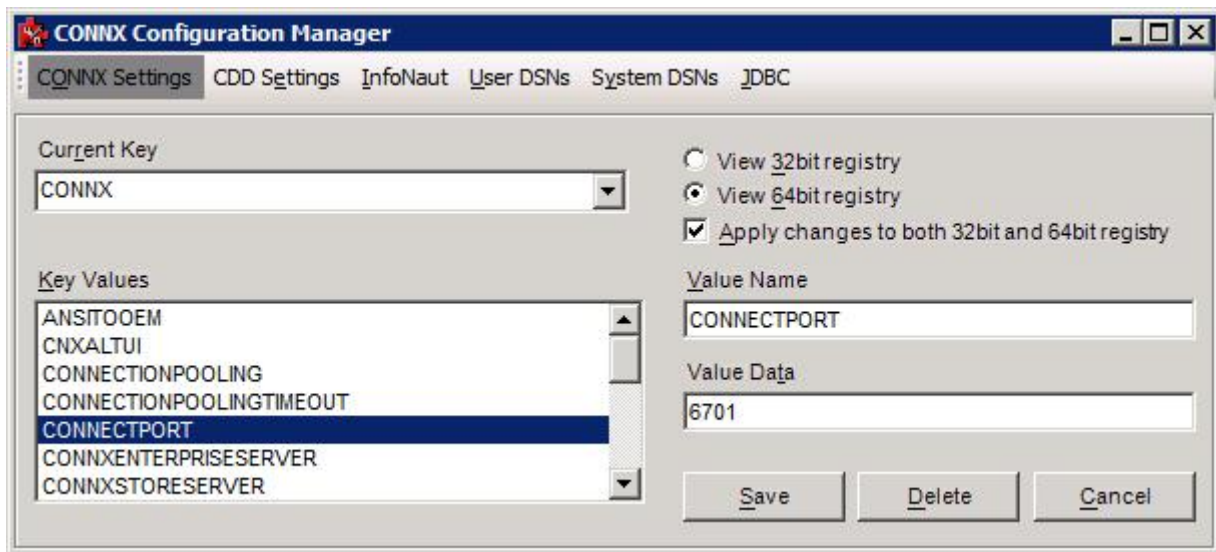 CONNX Configuration Manager
CONNX Settings CDD Settings InfoNaut User DSNs System DSNs JDBC
Current Key
CONNX
View 32bit registry
View 64bit registry
Apply changes to both 32bit and 64bit registry
Key Values
ANSITOOEM
CNXALTUI
CONNECTIONPOOLING
CONNECTIONPOOLINGTIMEOUT
CONNECTPORT
CONNXENTERPRISESERVER
CONNXSTORESERVER
Value Name
CONNECTPORT
Value Data
6701
Save Delete Cancel